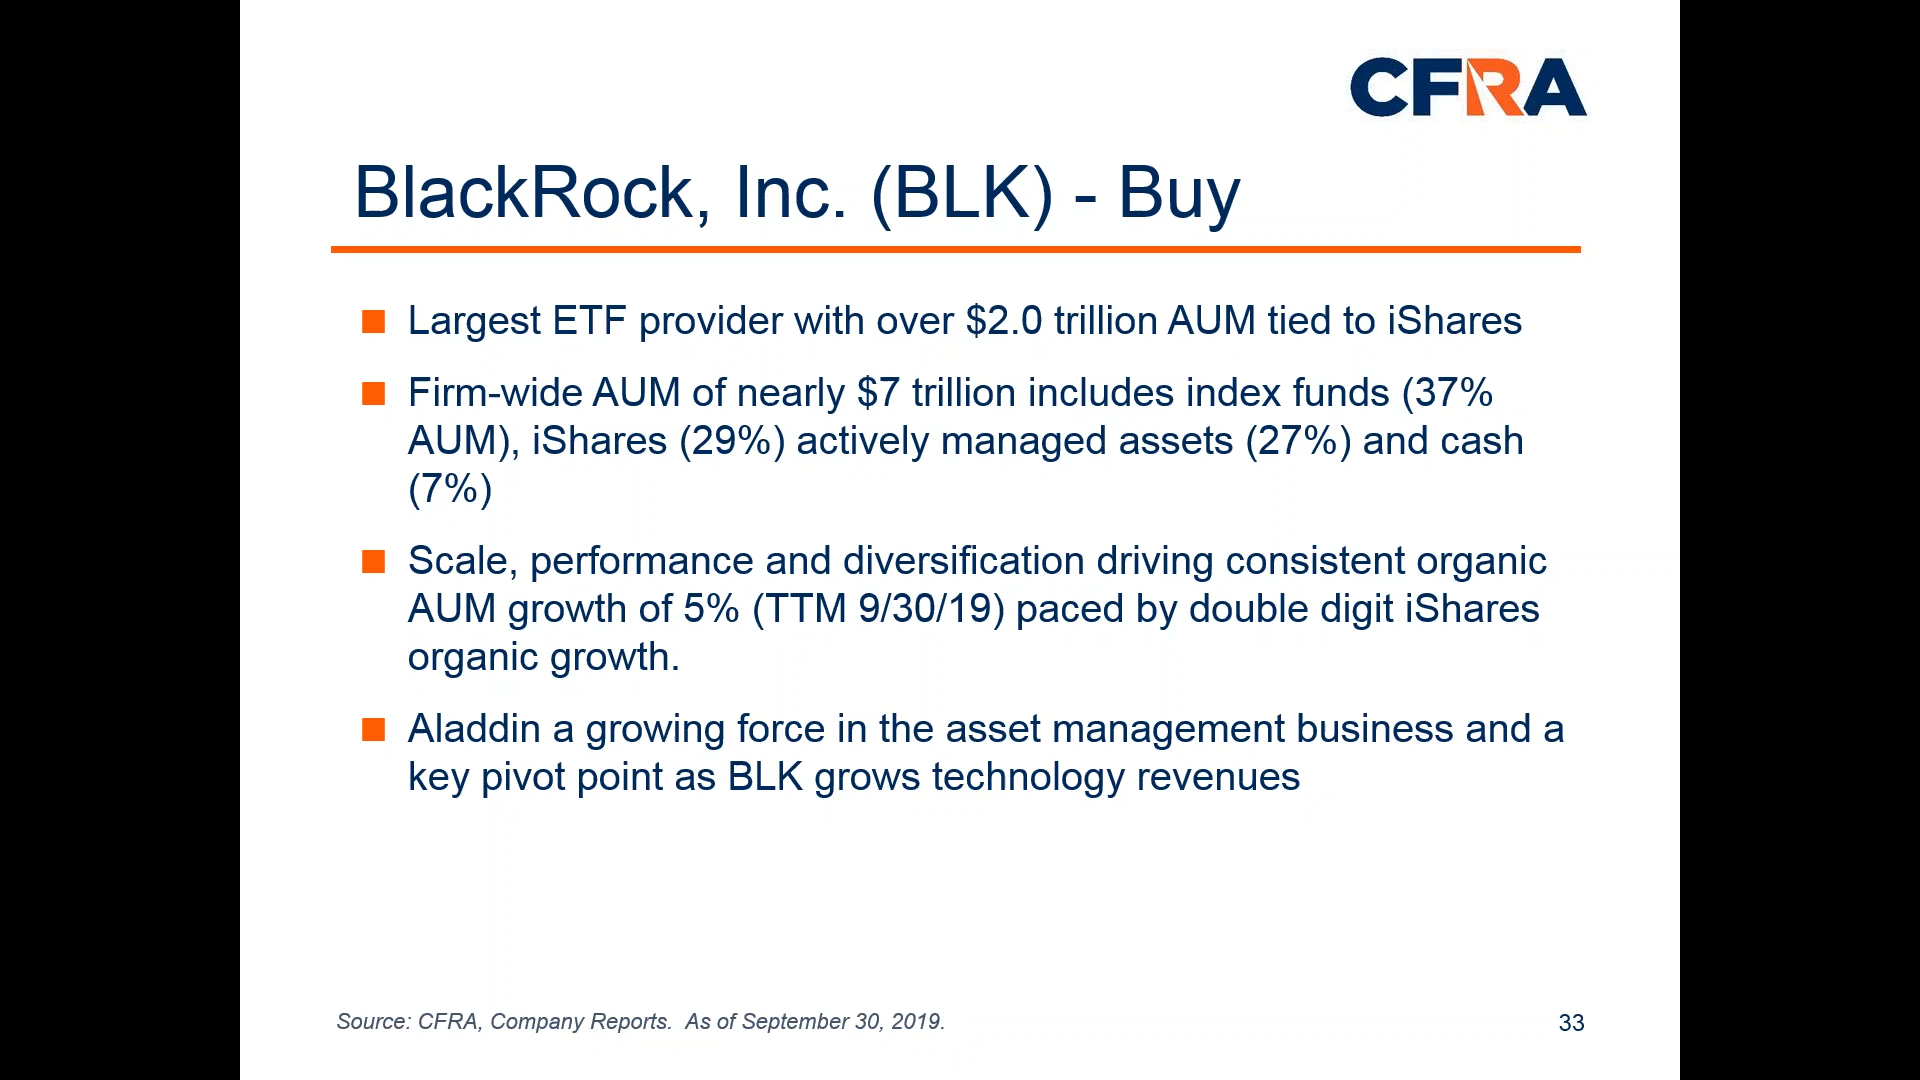 CFRA
BlackRock, Inc. (BLK) - Buy
Largest ETF provider with over $2.0 trillion AUM tied to iShares
Firm-wide AUM of nearly $7 trillion includes index funds (37%
AUM), iShares (29%) actively managed assets (27%) and cash
(7%)
Scale, performance and diversification driving consistent organic
AUM growth of 5% (TTM 9/30/19) paced by double digit iShares
organic growth.
Aladdin a growing force in the asset management business and a
key pivot point as BLK grows technology revenues
Source: CFRA, Company Reports.  As of September 30, 2019.
33